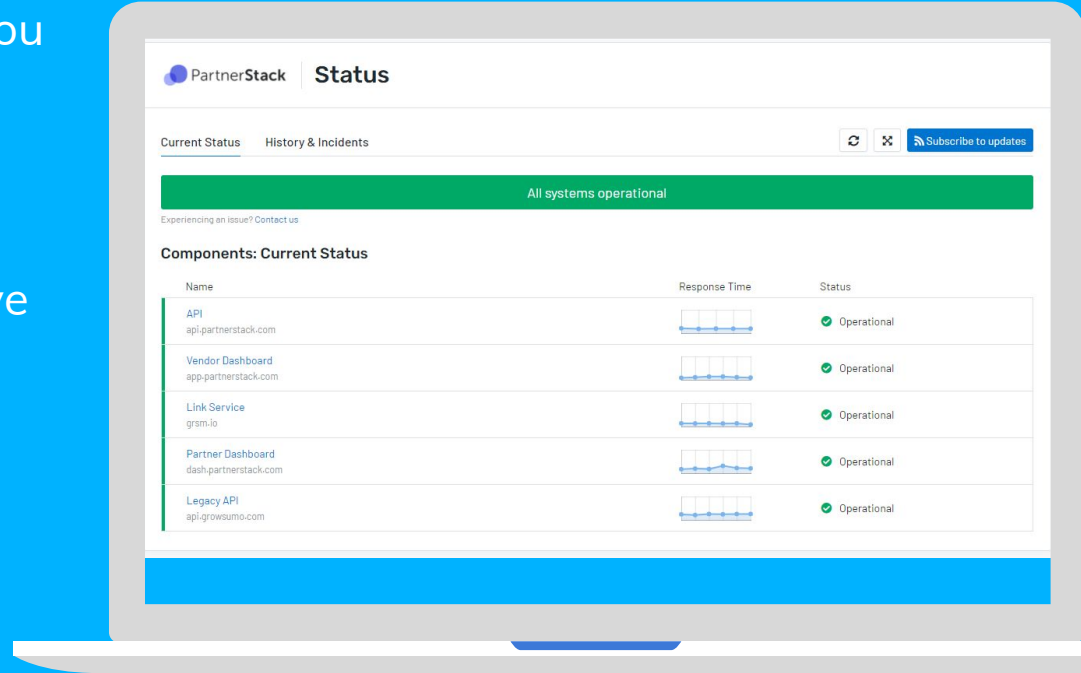 ou
ve
PartnerStack Status
Current Status History & Incidents Subscribe to updates
All systems operational
Experiencing an issue? Contact us
Components: Current Status
Name Response Time Status
API
api.partnerstack.com
Operational
Vendor Dashboard
app.partnerstack.com
Operational
Link Service
grsm.io
Operational
Partner Dashboard
dash.partnerstack.com
Operational
Legacy API
api.growsumo.com
Operational